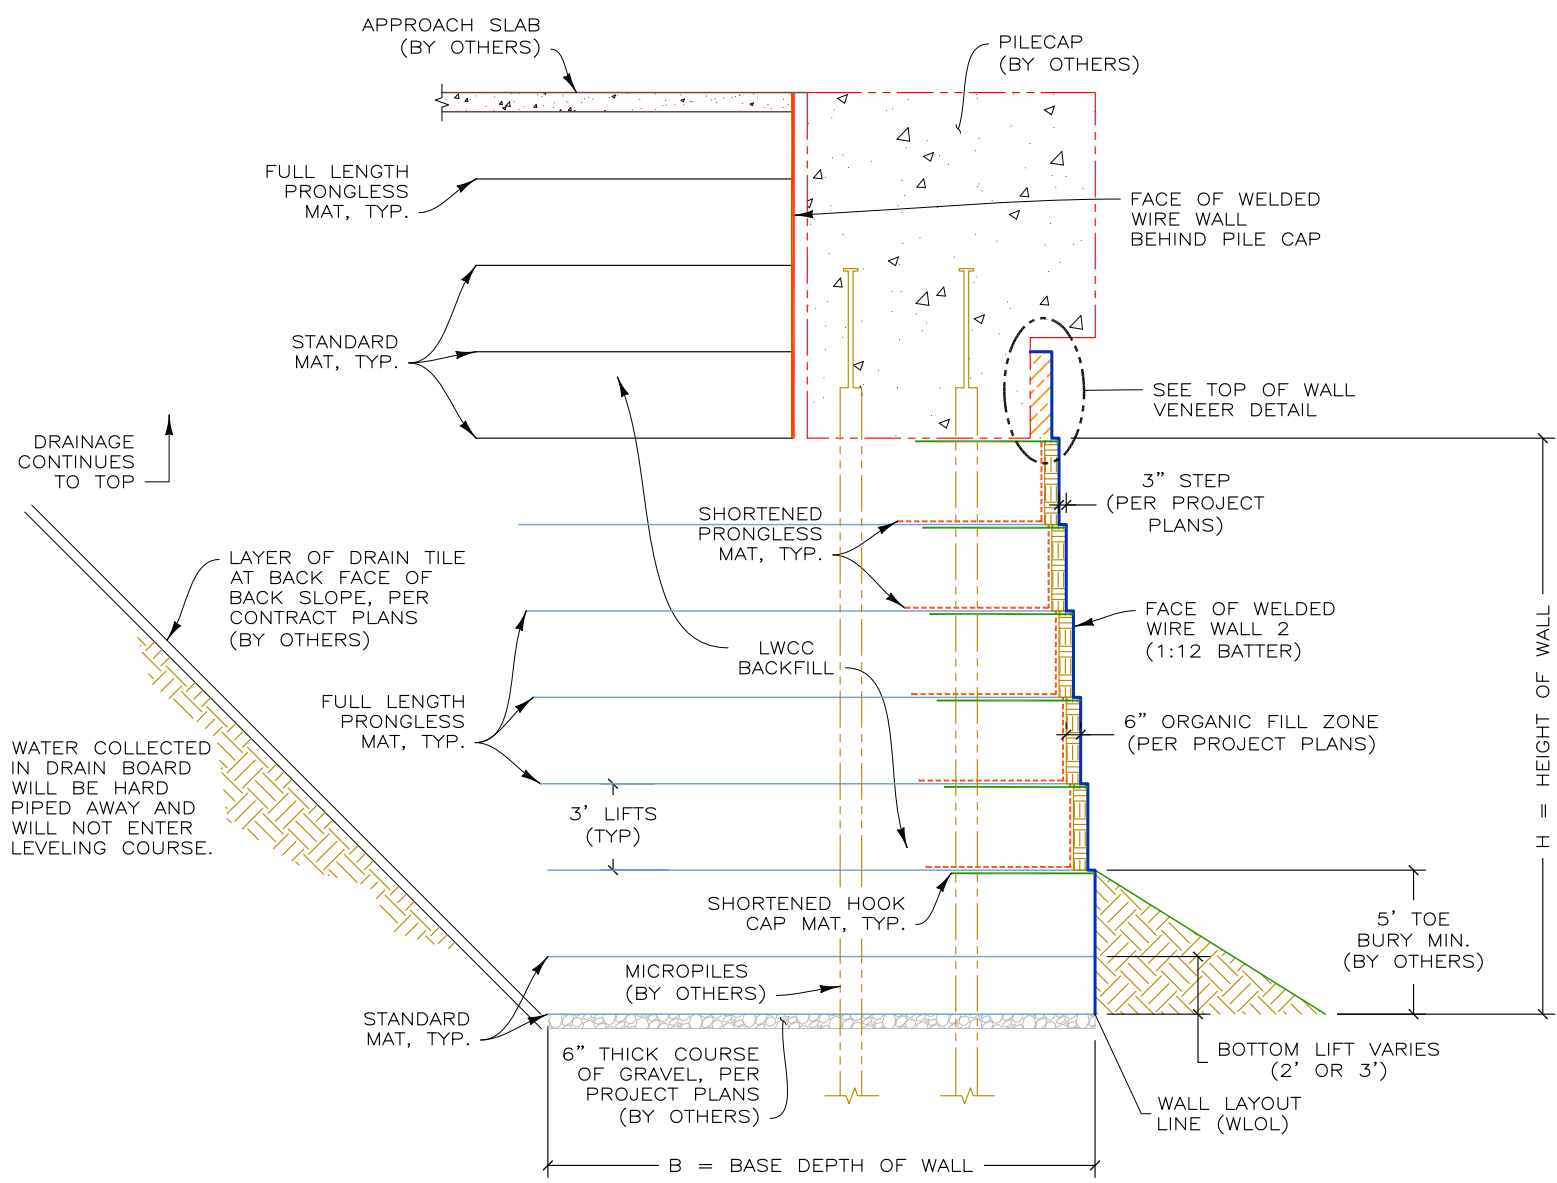 APPROACH SLAB
(BY OTHERS)
PILECAP
(BY OTHERS)
FULL LENGTH
PRONGLESS
MAT, TYP.
FACE OF WELDED
WIRE WALL
BEHIND PILE CAP
STANDARD
MAT, TYP.
SEE TOP OF WALL
VENEER DETAIL
DRAINAGE
CONTINUES
TO TOP
3” STEP
(PER PROJECT
PLANS)
SHORTENED
PRONGLESS
MAT, TYP.
LAYER OF DRAIN TILE
AT BACK FACE OF
BACK SLOPE, PER
CONTRACT PLANS
(BY OTHERS)
FACE OF WELDED
WIRE WALL 2
(1:12 BATTER)
LWCC
BACKFILL
H = HEIGHT OF WALL
FULL LENGTH
PRONGLESS
MAT, TYP.
6” ORGANIC FILL ZONE
(PER PROJECT PLANS)
WATER COLLECTED
IN DRAIN BOARD
WILL BE HARD
PIPED AWAY AND
WILL NOT ENTER
LEVELING COURSE.
3’ LIFTS
(TYP)
SHORTENED HOOK
CAP MAT, TYP.
5’ TOE
BURY MIN.
(BY OTHERS)
MICROPILES
(BY OTHERS)
STANDARD
MAT, TYP.
6” THICK COURSE
OF GRAVEL, PER
PROJECT PLANS
(BY OTHERS)
BOTTOM LIFT VARIES
(2’ OR 3’)
WALL LAYOUT
LINE (WLOL)
B = BASE DEPTH OF WALL